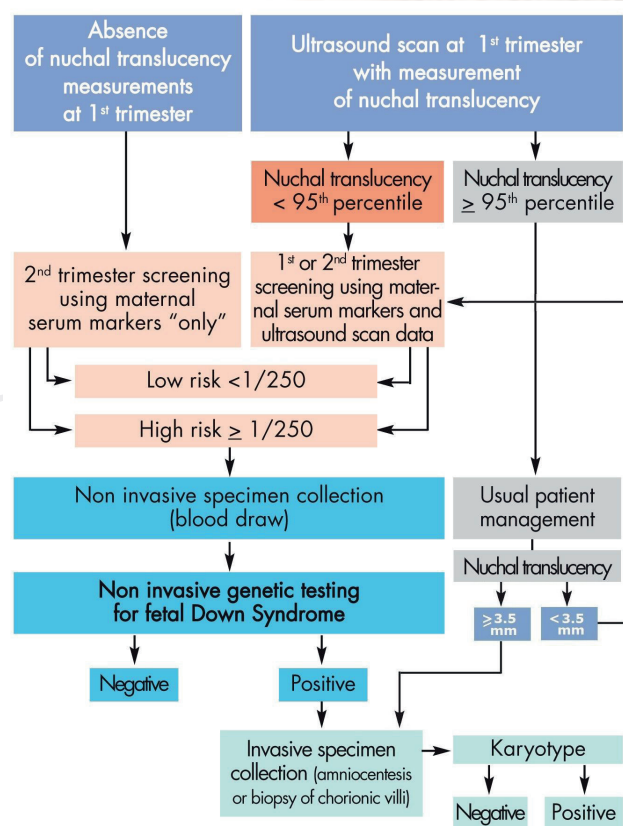 Absence
of nuchal translucency
measurements
at 1st trimester
Ultrasound scan at 1st trimester
with measurement
of nuchal translucency
Nuchal translucency
< 95th percentile
Nuchal translucency
≥ 95th percentile
2nd trimester screening
using maternal
serum markers “only”
1st or 2nd trimester
screening using mater-
nal serum markers and
ultrasound scan data
Low risk <1/250
High risk ≥ 1/250
Non invasive specimen collection
(blood draw)
Usual patient
management
Non invasive genetic testing
for fetal Down Syndrome
Nuchal translucency
≥3.5
mm
<3.5
mm
Negative
Positive
Invasive specimen
collection (amniocentesis
or biopsy of chorionic villi)
Karyotype
Negative
Positive